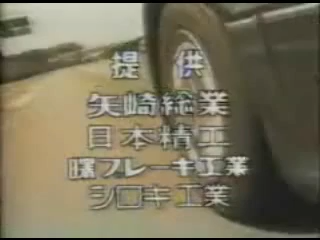 提供
矢崎総業
日本精工
曙ブレーキ工業
シロキ工業